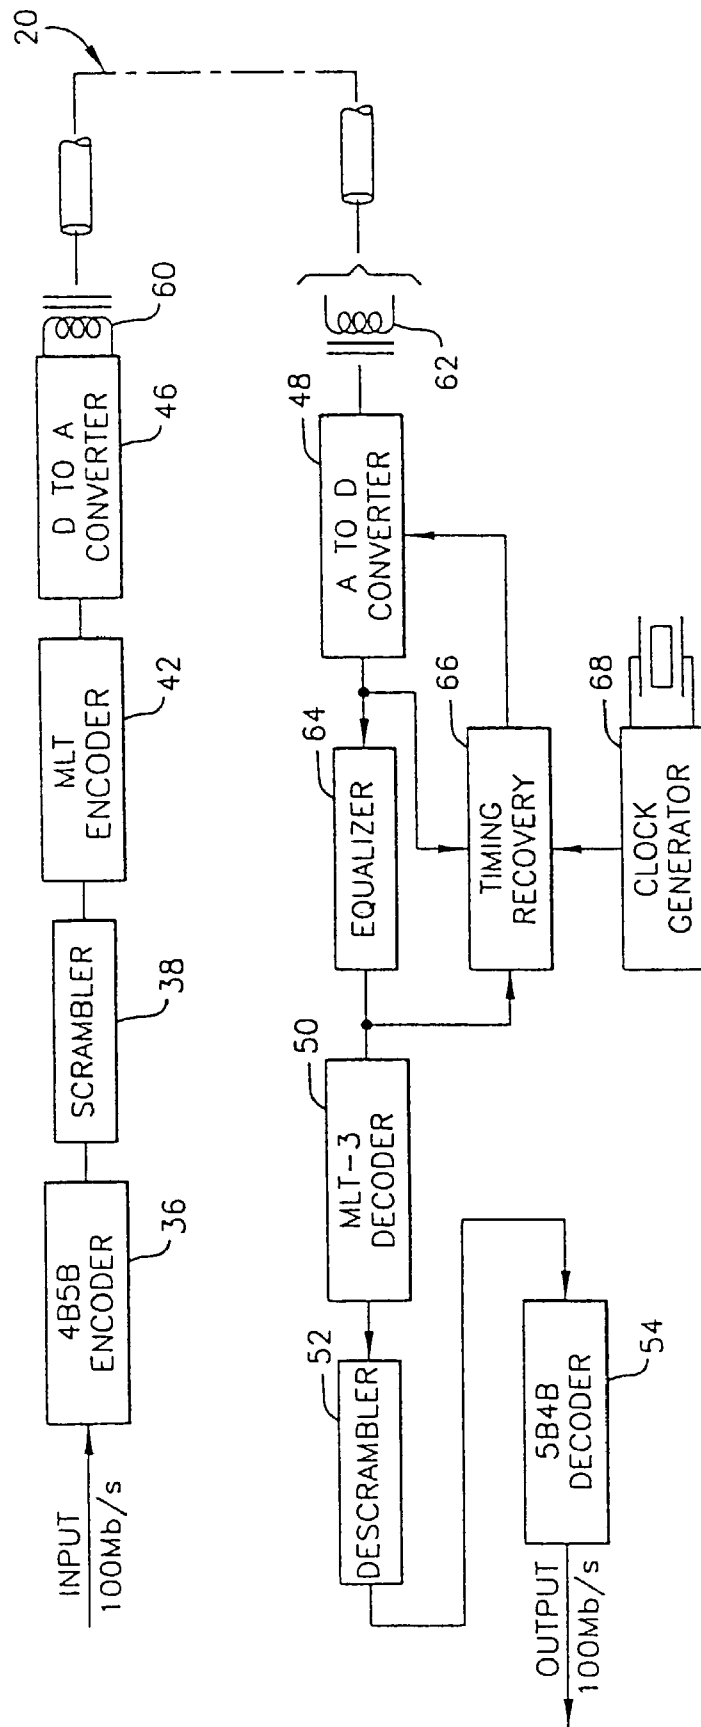 INPUT
100Mb/s
4B5B
ENCODER
36
SCRAMBLER
38
MLT
ENCODER
42
D TO A
CONVERTER
46
60
20
62
A TO D
CONVERTER
48
EQUALIZER
64
TIMING
RECOVERY
66
CLOCK
GENERATOR
68
MLT-3
DECODER
50
DESCRAMBLER
52
5B4B
DECODER
54
OUTPUT
100Mb/s